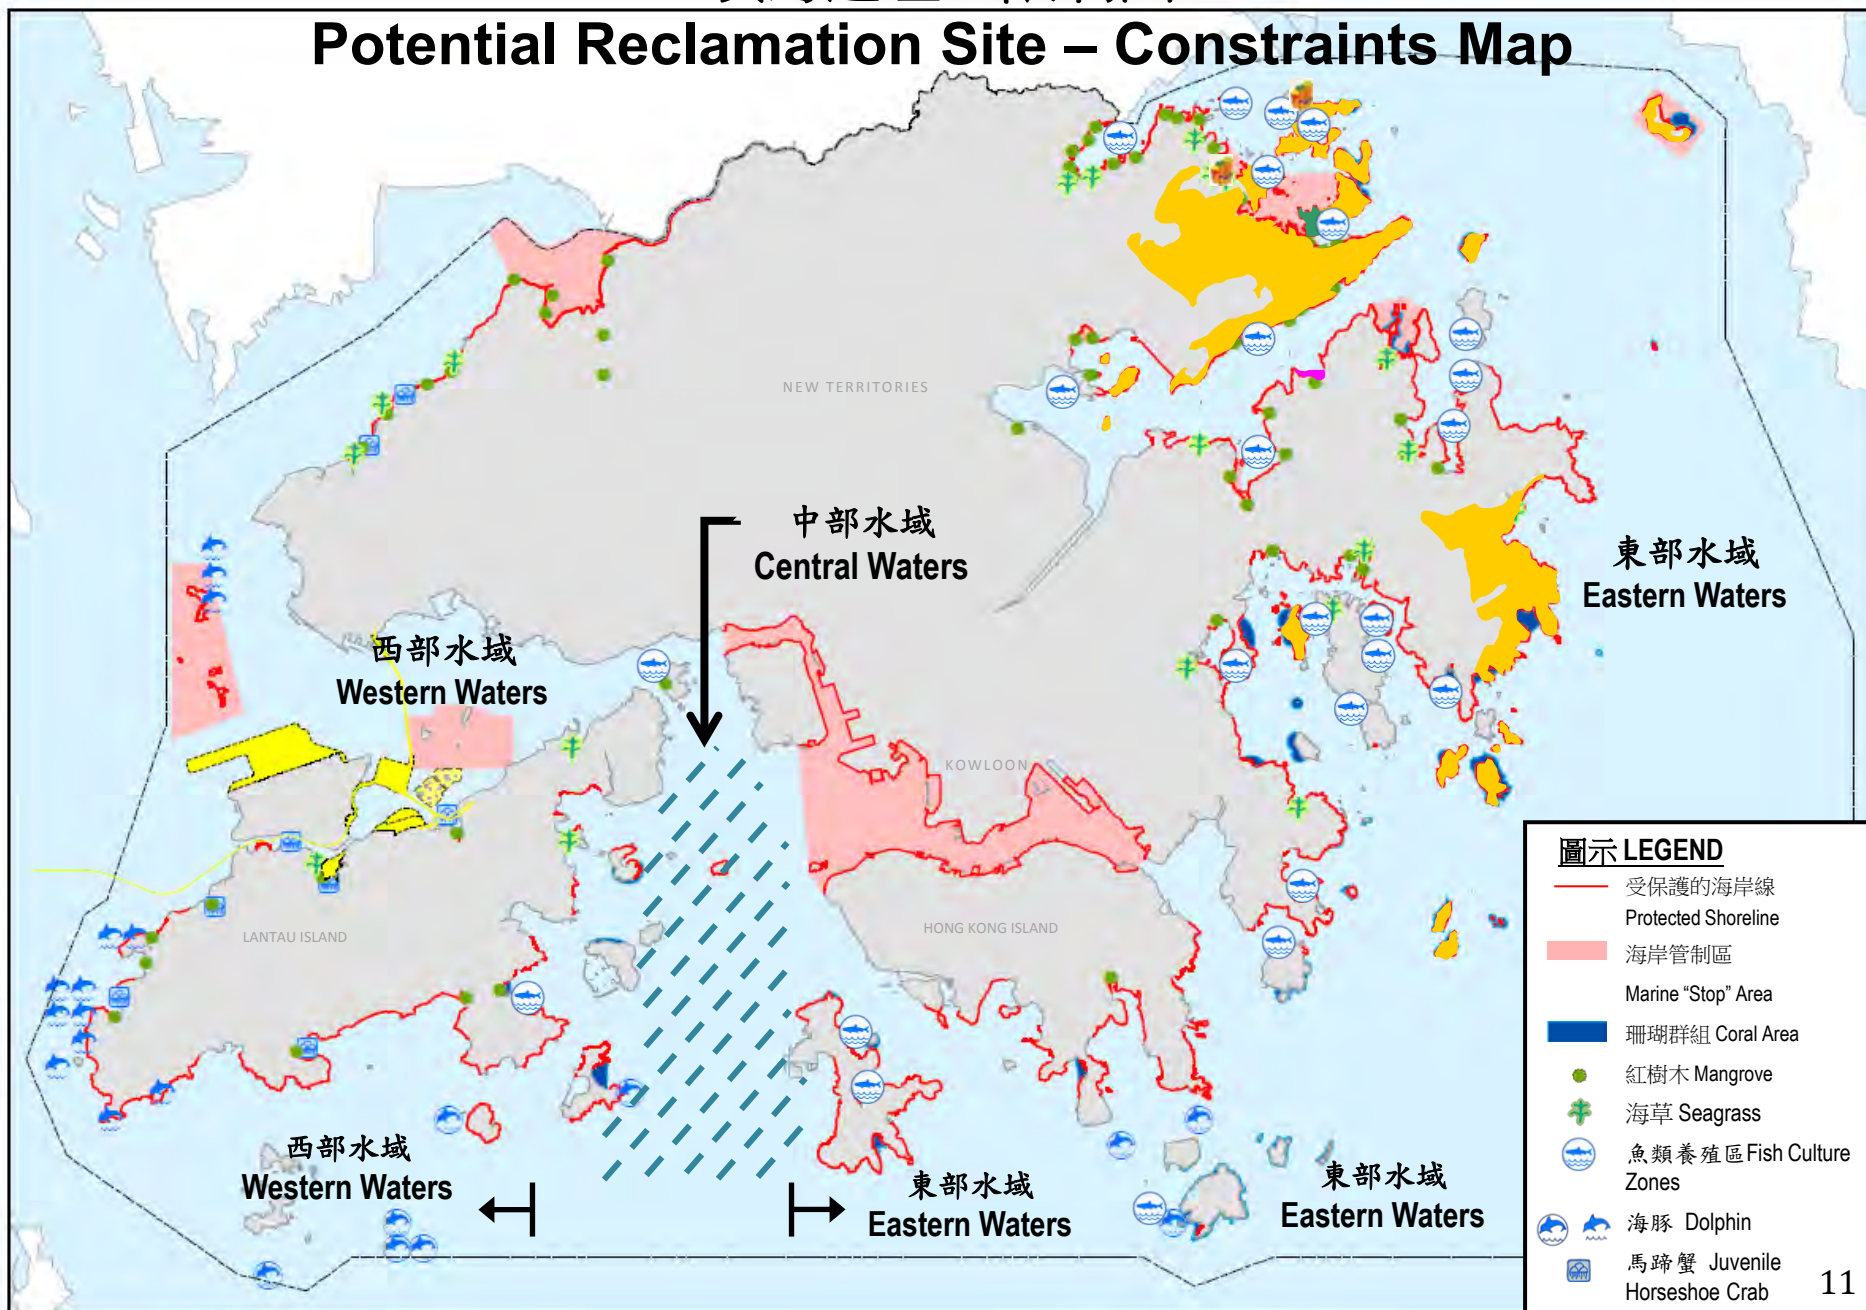 Potential Reclamation Site – Constraints Map
NEW TERRITORIES
中部水域
Central Waters
東部水域
Eastern Waters
西部水域
Western Waters
KOWLOON
LANTAU ISLAND
HONG KONG ISLAND
西部水域
Western Waters
東部水域
Eastern Waters
東部水域
Eastern Waters
圖示 LEGEND
受保護的海岸線
Protected Shoreline
海岸管制區
Marine “Stop” Area
珊瑚群組 Coral Area
紅樹木 Mangrove
海草 Seagrass
魚類養殖區 Fish Culture
Zones
海豚 Dolphin
馬蹄蟹 Juvenile
Horseshoe Crab
11